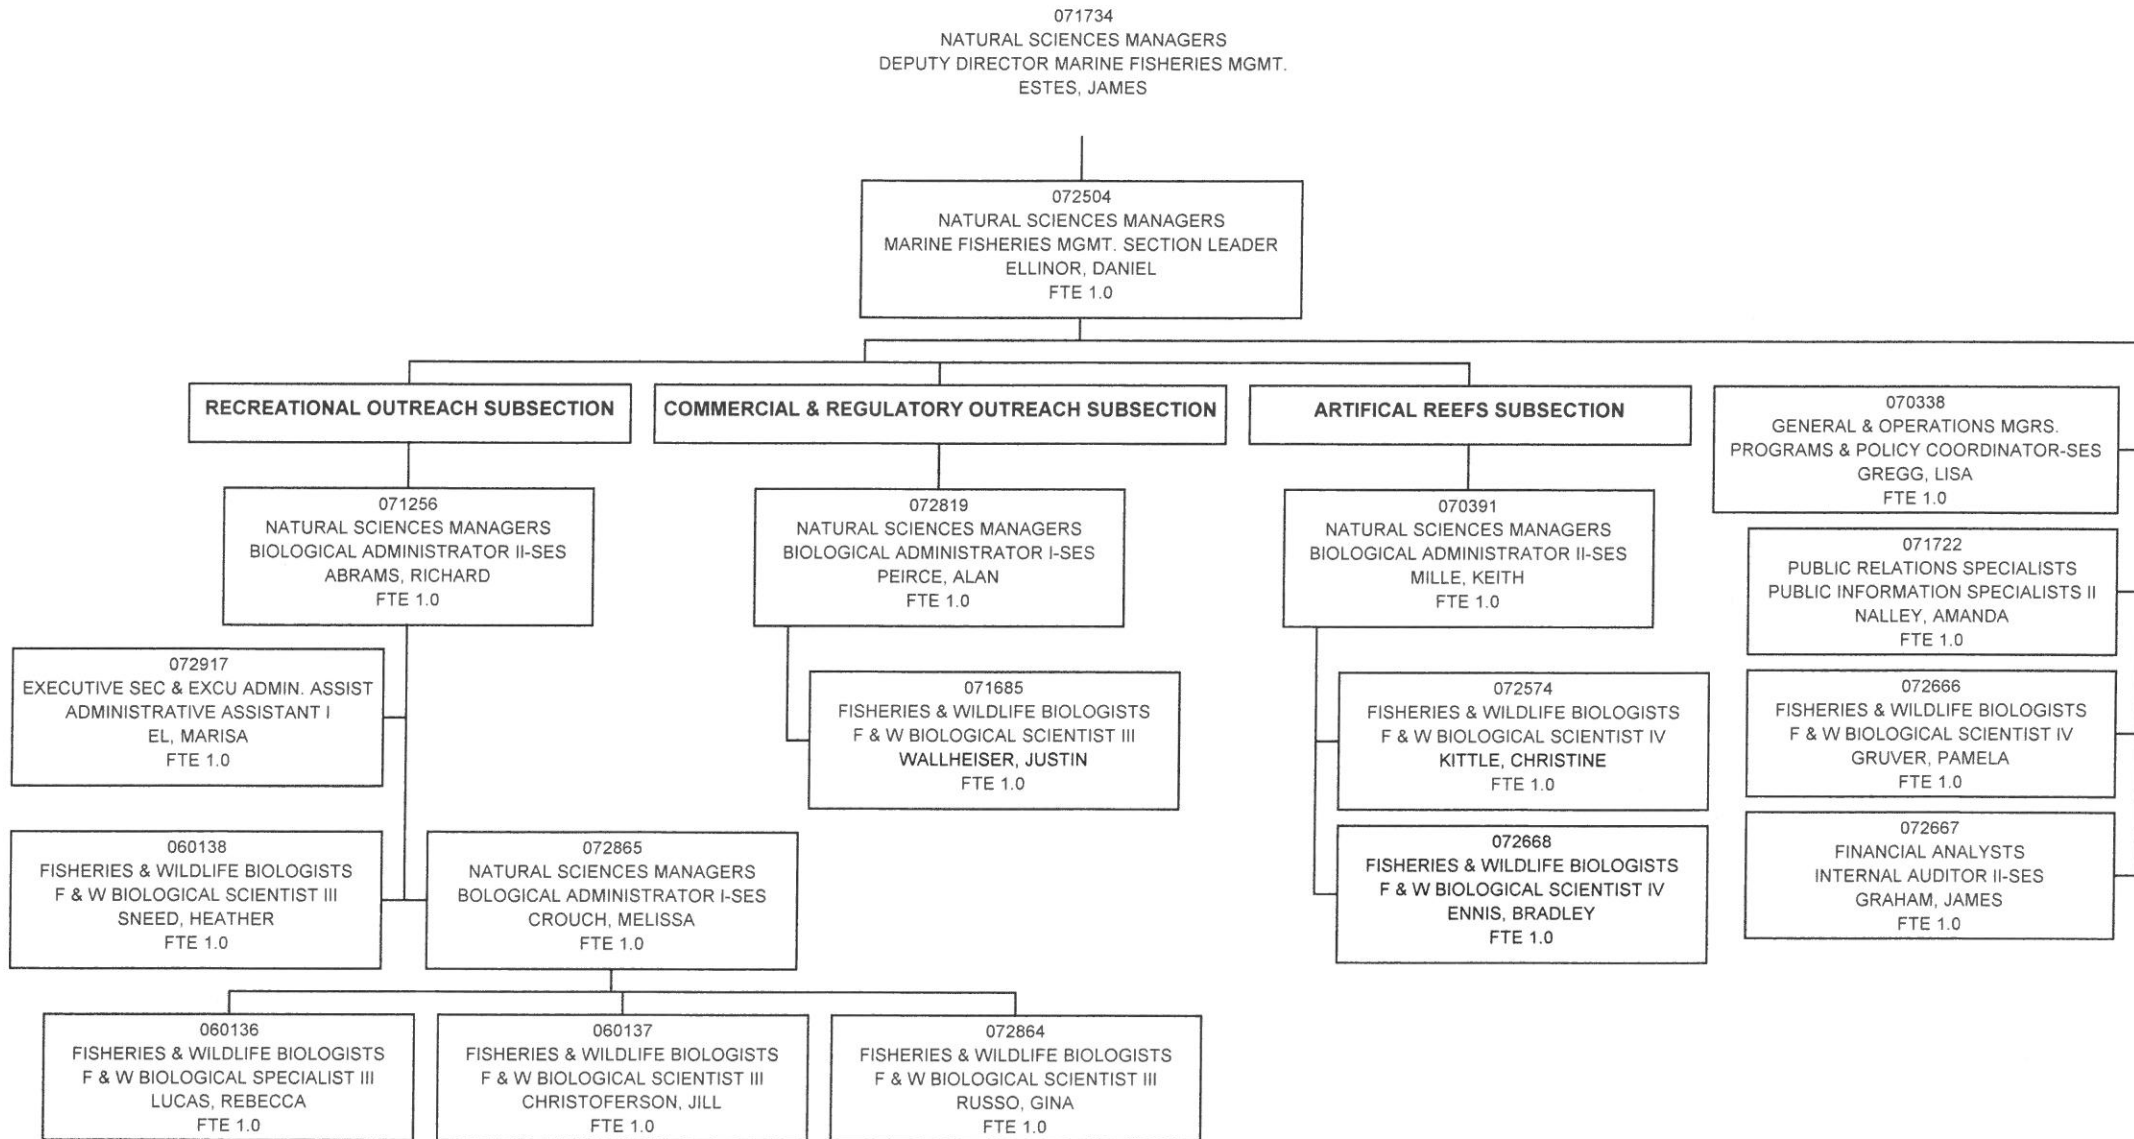 071734
NATURAL SCIENCES MANAGERS
DEPUTY DIRECTOR MARINE FISHERIES MGMT.
ESTES, JAMES
072504
NATURAL SCIENCES MANAGERS
MARINE FISHERIES MGMT. SECTION LEADER
ELLINOR, DANIEL
FTE 1.0
RECREATIONAL OUTREACH SUBSECTION
COMMERCIAL & REGULATORY OUTREACH SUBSECTION
ARTIFICAL REEFS SUBSECTION
070338
GENERAL & OPERATIONS MGRS.
PROGRAMS & POLICY COORDINATOR-SES
GREGG, LISA
FTE 1.0
071256
NATURAL SCIENCES MANAGERS
BIOLOGICAL ADMINISTRATOR II-SES
ABRAMS, RICHARD
FTE 1.0
072819
NATURAL SCIENCES MANAGERS
BIOLOGICAL ADMINISTRATOR I-SES
PEIRCE, ALAN
FTE 1.0
070391
NATURAL SCIENCES MANAGERS
BIOLOGICAL ADMINISTRATOR II-SES
MILLE, KEITH
FTE 1.0
071722
PUBLIC RELATIONS SPECIALISTS
PUBLIC INFORMATION SPECIALISTS II
NALLEY, AMANDA
FTE 1.0
072917
EXECUTIVE SEC & EXCU ADMIN. ASSIST
ADMINISTRATIVE ASSISTANT I
EL, MARISA
FTE 1.0
071685
FISHERIES & WILDLIFE BIOLOGISTS
F & W BIOLOGICAL SCIENTIST III
WALLHEISER, JUSTIN
FTE 1.0
072574
FISHERIES & WILDLIFE BIOLOGISTS
F & W BIOLOGICAL SCIENTIST IV
KITTLE, CHRISTINE
FTE 1.0
072666
FISHERIES & WILDLIFE BIOLOGISTS
F & W BIOLOGICAL SCIENTIST IV
GRUVER, PAMELA
FTE 1.0
060138
FISHERIES & WILDLIFE BIOLOGISTS
F & W BIOLOGICAL SCIENTIST III
SNEED, HEATHER
FTE 1.0
072865
NATURAL SCIENCES MANAGERS
BOLOGICAL ADMINISTRATOR I-SES
CROUCH, MELISSA
FTE 1.0
072668
FISHERIES & WILDLIFE BIOLOGISTS
F & W BIOLOGICAL SCIENTIST IV
ENNIS, BRADLEY
FTE 1.0
072667
FINANCIAL ANALYSTS
INTERNAL AUDITOR II-SES
GRAHAM, JAMES
FTE 1.0
060136
FISHERIES & WILDLIFE BIOLOGISTS
F & W BIOLOGICAL SPECIALIST III
LUCAS, REBECCA
FTE 1.0
060137
FISHERIES & WILDLIFE BIOLOGISTS
F & W BIOLOGICAL SCIENTIST III
CHRISTOFERSON, JILL
FTE 1.0
072864
FISHERIES & WILDLIFE BIOLOGISTS
F & W BIOLOGICAL SCIENTIST III
RUSSO, GINA
FTE 1.0